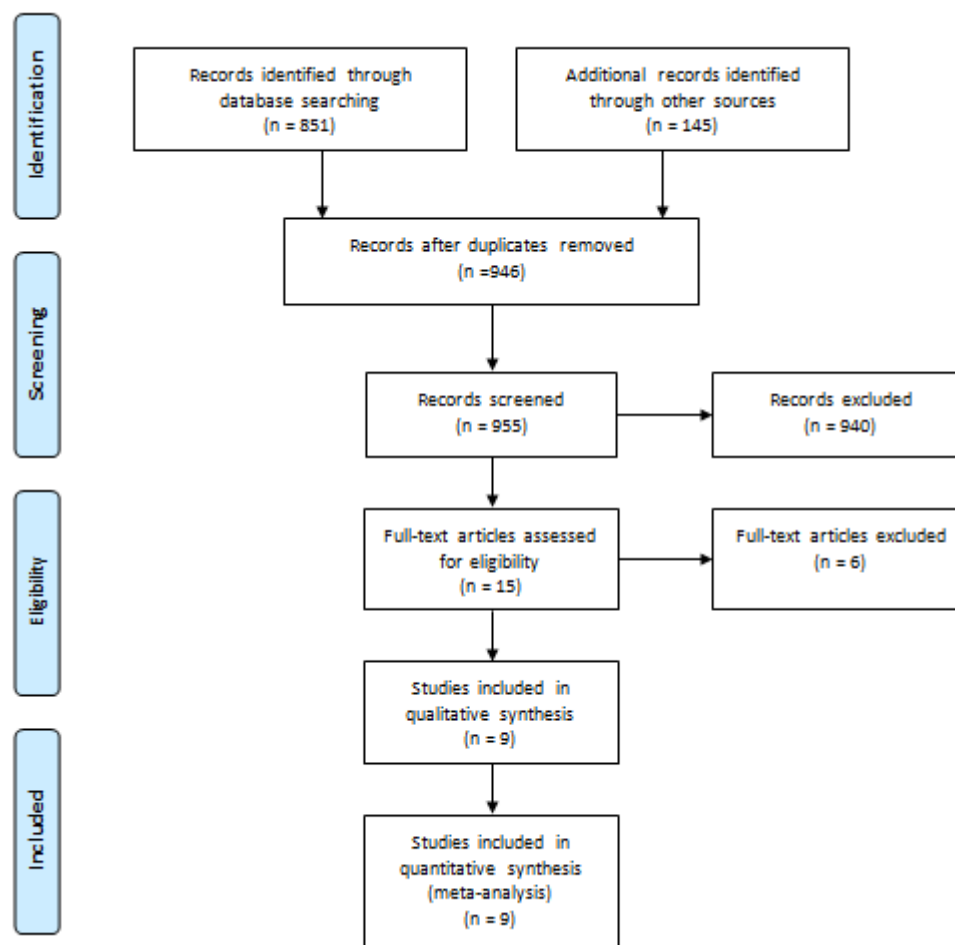 Identification
Records identified through
database searching
(n = 851)
Additional records identified
through other sources
(n = 145)
Records after duplicates removed
(n =946)
Screening
Records screened
(n = 955)
Records excluded
(n = 940)
Eligibility
Full-text articles assessed
for eligibility
(n = 15)
Full-text articles excluded
(n = 6)
Studies included in
qualitative synthesis
(n = 9)
Included
Studies included in
quantitative synthesis
(meta-analysis)
(n = 9)